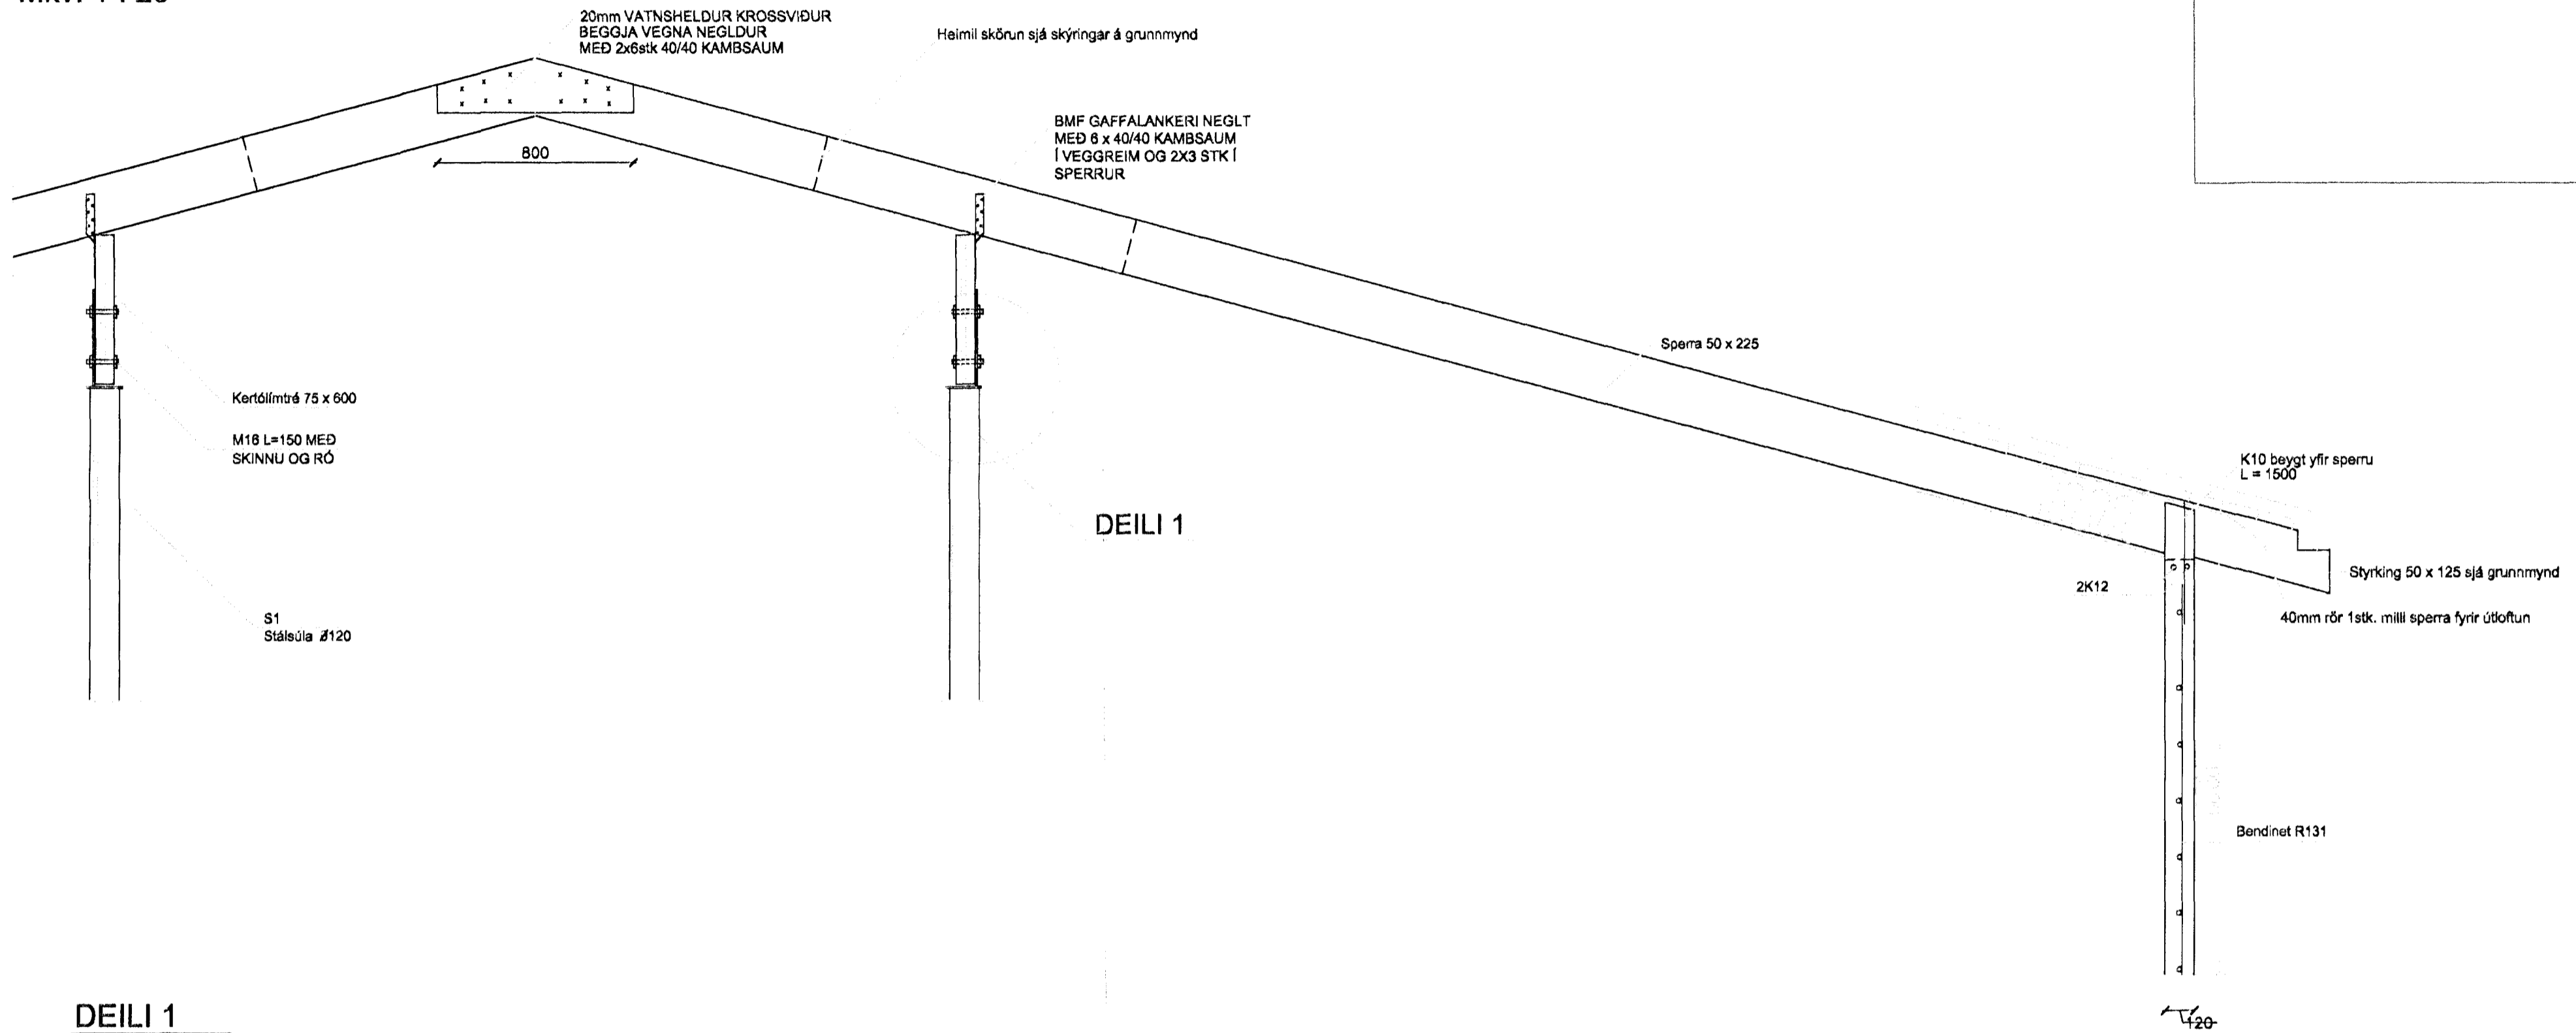 20mm VATNSHELDUR KROSSVIÐUR
BEGGJA VEGNA NEGLDUR
MEÐ 2x6stk 40/40 KAMBSAUM
Heimil skörun sjá skýringar á grunnmynd
BMF GAFFALANKERI NEGLT
MEÐ 6 x 40/40 KAMBSAUM
Í VEGGREIM OG 2X3 STK Í
SPERRUR
800
Sperra 50 x 225
Kertólímtré 75 x 600
M16 L=150 MEÐ
SKINNU OG RÓ
K10 beygt yfir sperru
L = 1500
DEILI 1
Styrking 50 x 125 sjá grunnmynd
2K12
40mm rör 1stk. milli sperra fyrir útloftun
S1
Stálsúla Ø120
Bendinet R131
DEILI 1
120